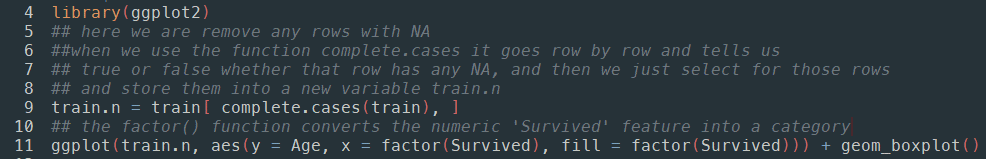 4 library(ggplot2)
5 ## here we are remove any rows with NA
6 ##when we use the function complete.cases it goes row by row and tells us
7 ## true or false whether that row has any NA, and then we just select for those rows
8 ## and store them into a new variable train.n
9 train.n = train[ complete.cases(train), ]
10 ## the factor() function converts the numeric 'Survived' feature into a category
11 ggplot(train.n, aes(y = Age, x = factor(Survived), fill = factor(Survived))) + geom_boxplot()